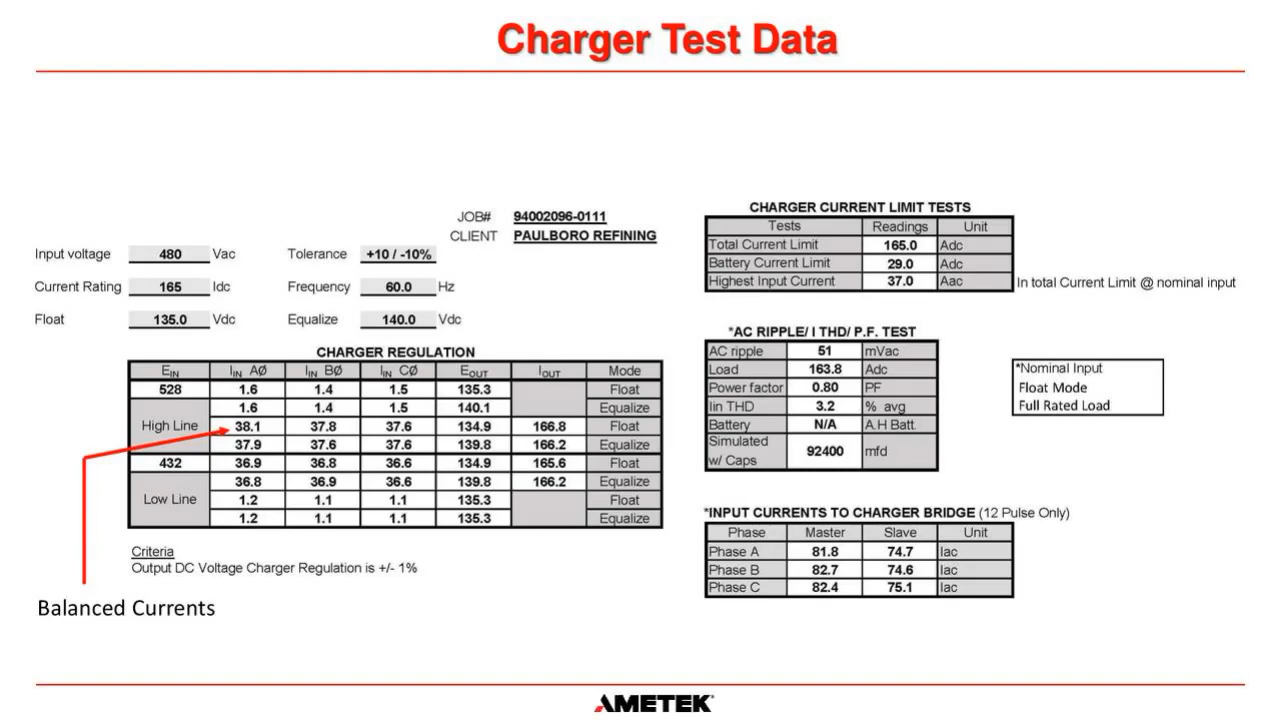 Charger Test Data
JOB# 94002096-0111
CLIENT PAULBORO REFINING
Input voltage 480 Vac Tolerance +10 / -10%
Current Rating 165 Idc Frequency 60.0 Hz
Float 135.0 Vdc Equalize 140.0 Vdc
CHARGER REGULATION
EIN IIN AØ IIN BØ IIN CØ EOUT IOUT Mode
528 1.6 1.4 1.5 135.3 Float
1.6 1.4 1.5 140.1 Equalize
High Line 38.1 37.8 37.6 134.9 166.8 Float
37.9 37.6 37.6 139.8 166.2 Equalize
432 36.9 36.8 36.6 134.9 165.6 Float
36.8 36.9 36.6 139.8 166.2 Equalize
Low Line 1.2 1.1 1.1 135.3 Float
1.2 1.1 1.1 135.3 Equalize
Criteria
Output DC Voltage Charger Regulation is +/- 1%
Balanced Currents
CHARGER CURRENT LIMIT TESTS
Tests Readings Unit
Total Current Limit 165.0 Adc
Battery Current Limit 29.0 Adc
Highest Input Current 37.0 Aac In total Current Limit @ nominal input
*AC RIPPLE/ I THD/ P.F. TEST
AC ripple 51 mVac
Load 163.8 Adc
Power factor 0.80 PF
Iin THD 3.2 % avg
Battery N/A A.H Batt.
Simulated
w/ Caps 92400 mfd
*Nominal Input
Float Mode
Full Rated Load
*INPUT CURRENTS TO CHARGER BRIDGE (12 Pulse Only)
Phase Master Slave Unit
Phase A 81.8 74.7 Iac
Phase B 82.7 74.6 Iac
Phase C 82.4 75.1 Iac
AMETEK